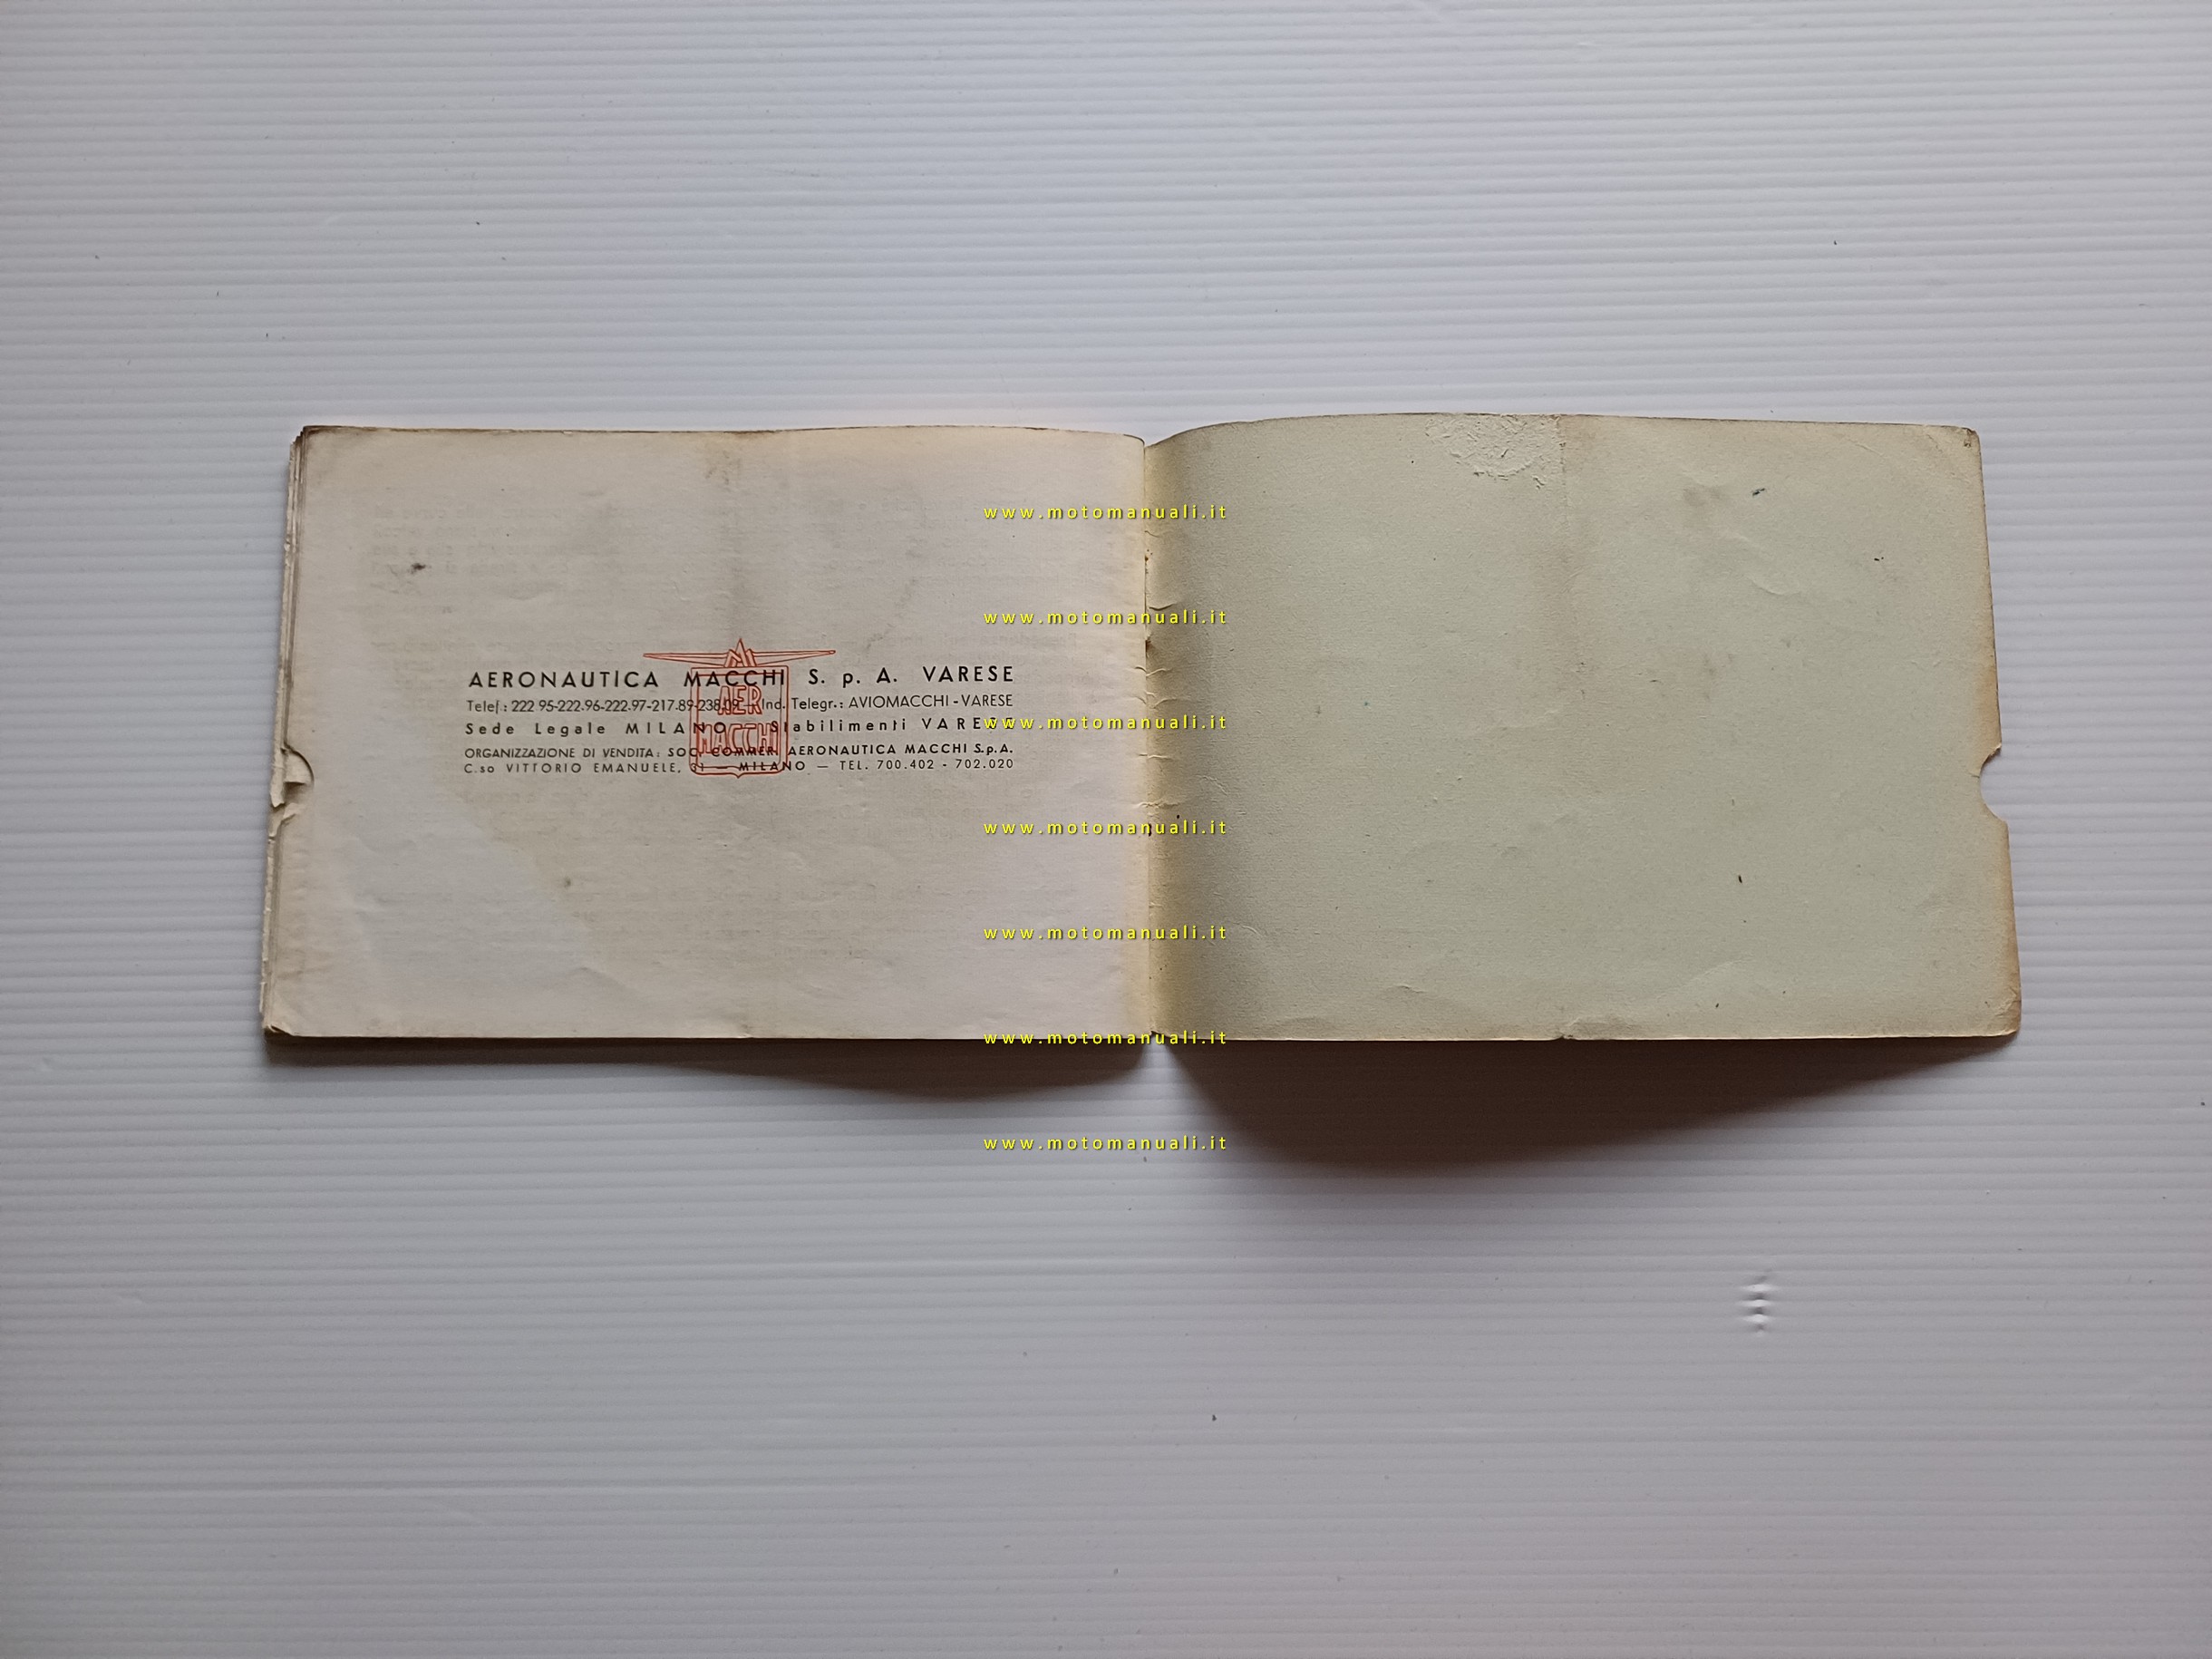 AERONAUTICA MACCHI S. p. A. VARESE
Telef.: 222 95-222.96-222.97-217.89-238.09 Ind. Telegr.: AVIOMACCHI - VARESE
Sede Legale MILANO Stabilimenti VARESE
ORGANIZZAZIONE DI VENDITA: SOC. COMMER. AERONAUTICA MACCHI S.p.A.
C.so VITTORIO EMANUELE, 31 — MILANO — TEL. 700.402 - 702.020
AER
MACCHI
www.motomanuali.it
www.motomanuali.it
www.motomanuali.it
www.motomanuali.it
www.motomanuali.it
www.motomanuali.it
www.motomanuali.it